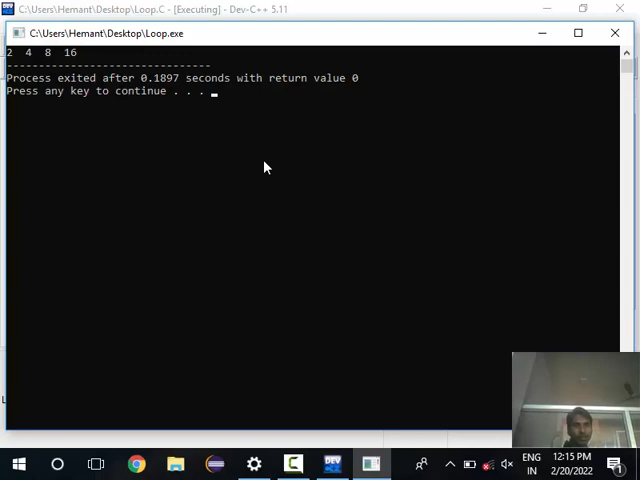 C:\Users\Hemant\Desktop\Loop.C - [Executing] - Dev-C++ 5.11
C:\Users\Hemant\Desktop\Loop.exe
2  4  8  16
--------------------------------
Process exited after 0.1897 seconds with return value 0
Press any key to continue . . .
DEV
ENG
IN
12:15 PM
2/20/2022
1